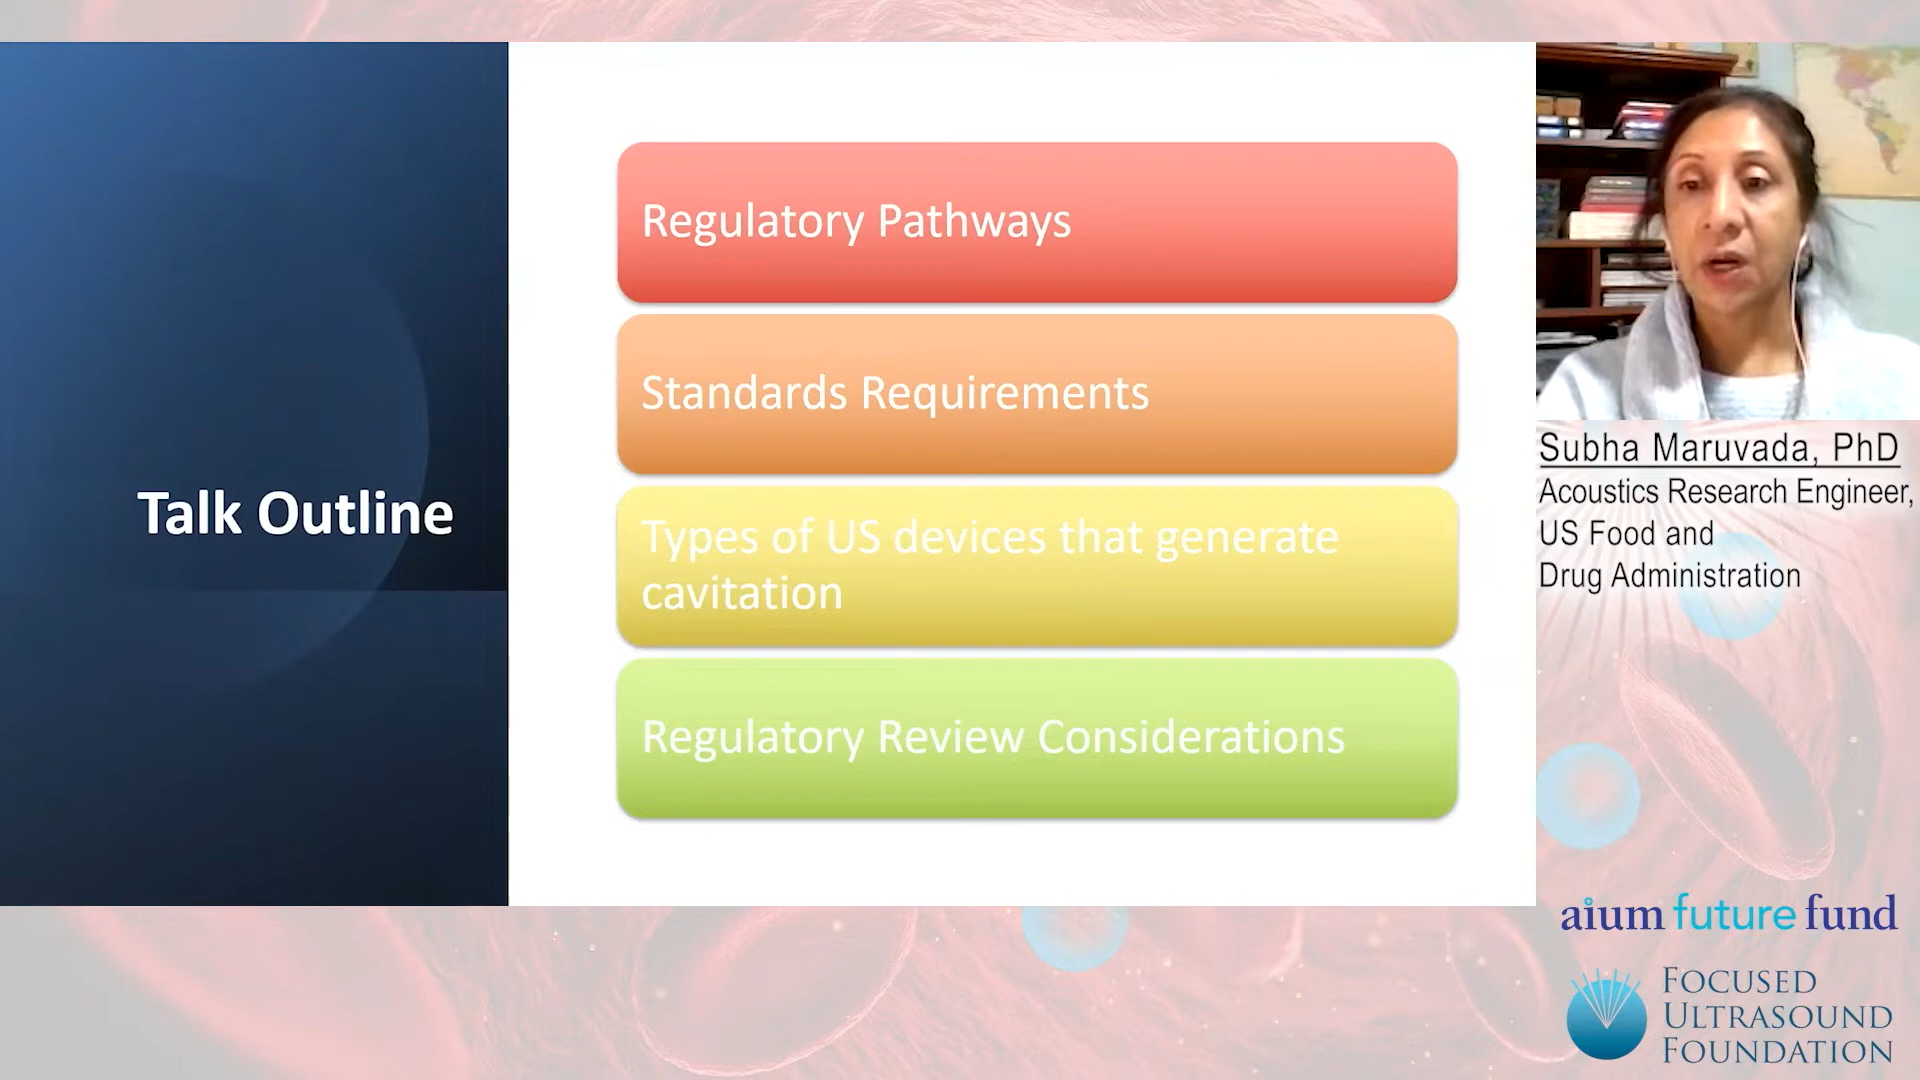 Talk Outline
Regulatory Pathways
Standards Requirements
Types of US devices that generate
cavitation
Regulatory Review Considerations
Subha Maruvada, PhD
Acoustics Research Engineer,
US Food and
Drug Administration
aium future fund
FOCUSED
ULTRASOUND
FOUNDATION